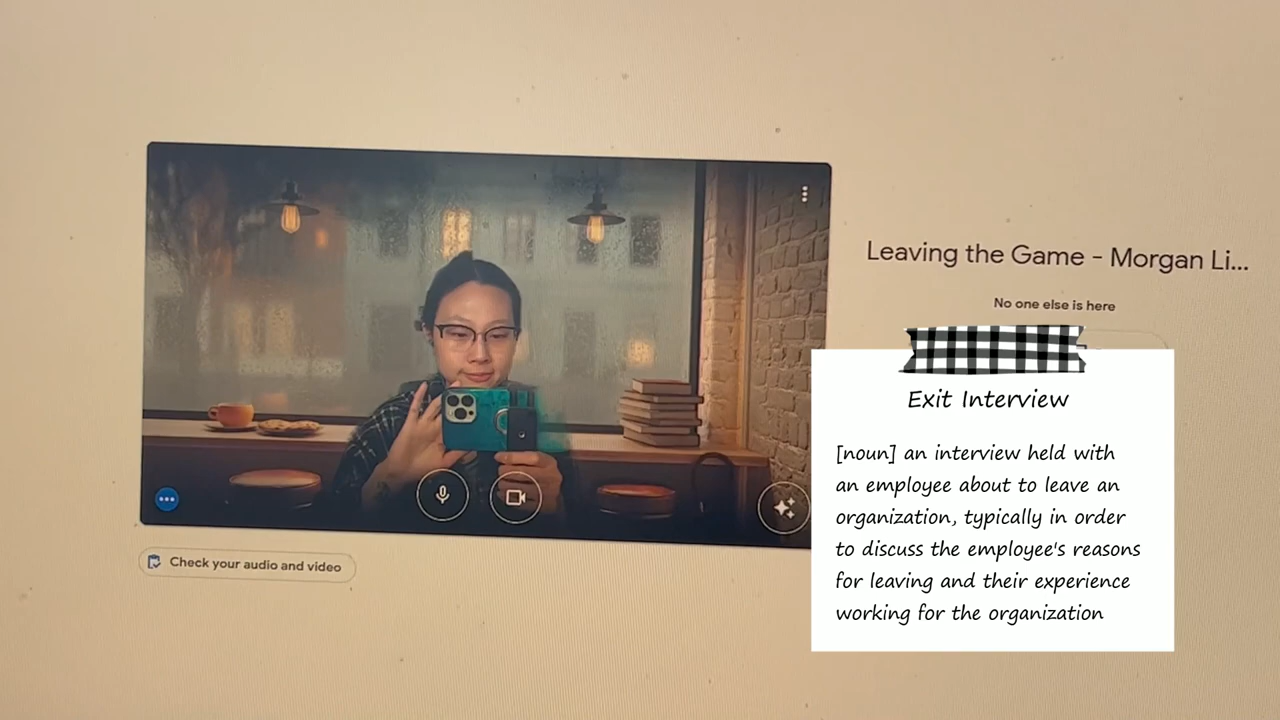 Leaving the Game - Morgan Li...
No one else is here
Check your audio and video
Exit Interview
[noun] an interview held with
an employee about to leave an
organization, typically in order
to discuss the employee's reasons
for leaving and their experience
working for the organization